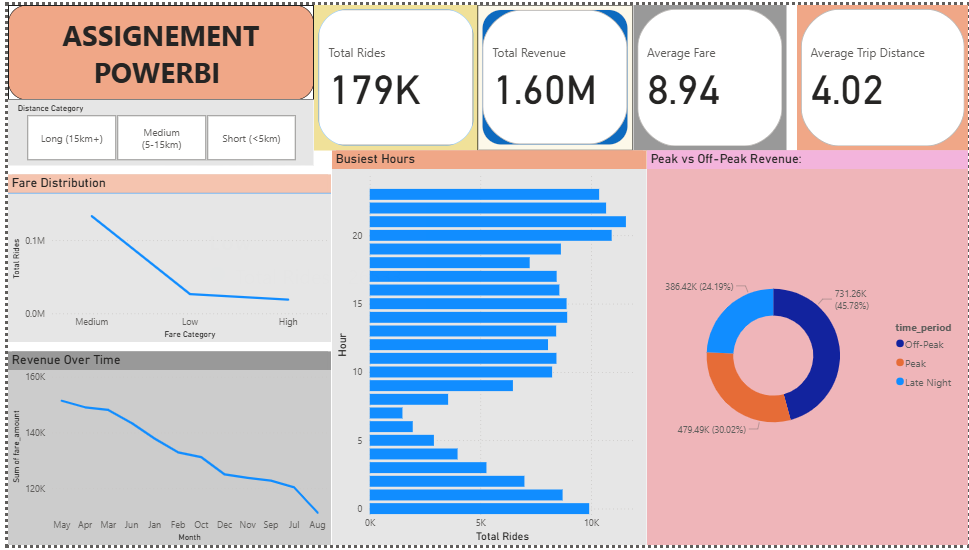 ASSIGNEMENT
POWERBI
Total Rides
179K
Total Revenue
1.60M
Average Fare
8.94
Average Trip Distance
4.02
Distance Category
Long (15km+)
Medium
(5-15km)
Short (<5km)
Fare Distribution
Total Rides
0.1M
0.0M
Medium
Low
High
Fare Category
Revenue Over Time
Sum of fare_amount
160K
140K
120K
May
Apr
Mar
Jun
Jan
Feb
Oct
Dec
Nov
Sep
Jul
Aug
Month
Busiest Hours
Hour
20
15
10
5
0
0K
5K
10K
Total Rides
Peak vs Off-Peak Revenue:
386.42K (24.19%)
731.26K
(45.78%)
479.49K (30.02%)
time_period
Off-Peak
Peak
Late Night